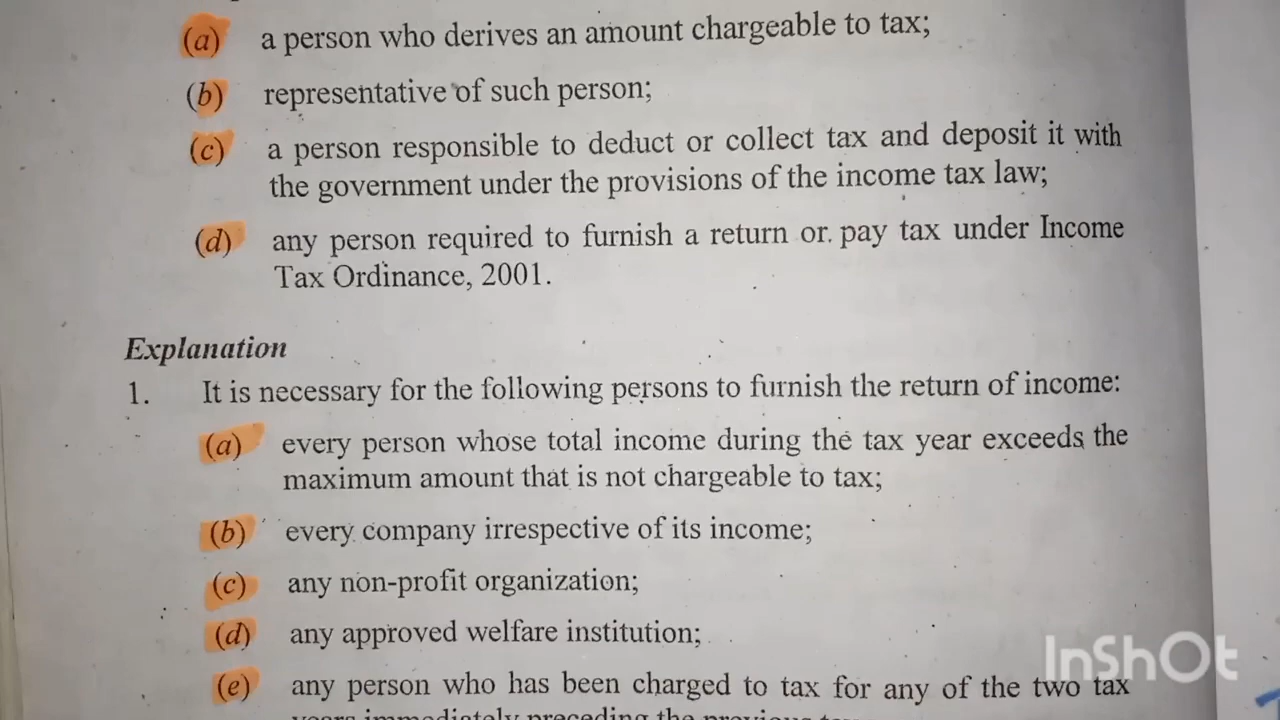 (a) a person who derives an amount chargeable to tax;
(b) representative of such person;
(c) a person responsible to deduct or collect tax and deposit it with
the government under the provisions of the income tax law;
(d) any person required to furnish a return or pay tax under Income
Tax Ordinance, 2001.
Explanation
1. It is necessary for the following persons to furnish the return of income:
(a) every person whose total income during the tax year exceeds the
maximum amount that is not chargeable to tax;
(b) every company irrespective of its income;
(c) any non-profit organization;
(d) any approved welfare institution;
(e) any person who has been charged to tax for any of the two tax
years immediately preceding the previous
InShOt